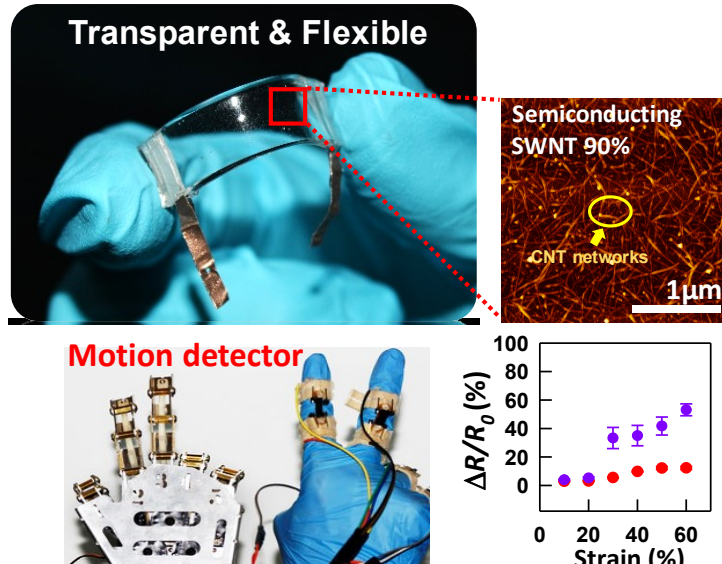 Transparent & Flexible
Semiconducting
SWNT 90%
CNT networks
1µm
Motion detector
ΔR/R0 (%)
100
80
60
40
20
0
0 20 40 60
Strain (%)